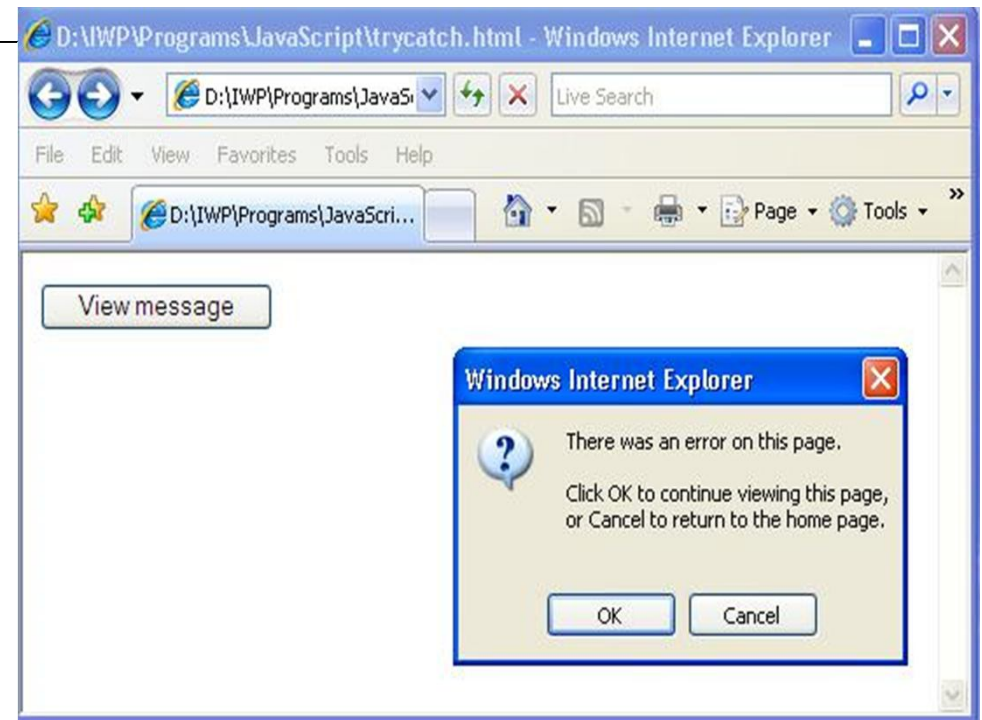 D:\IWP\Programs\JavaScript\trycatch.html - Windows Internet Explorer
D:\IWP\Programs\JavaS
Live Search
File Edit View Favorites Tools Help
D:\IWP\Programs\JavaScri...
Page Tools »
View message
Windows Internet Explorer
There was an error on this page.
Click OK to continue viewing this page,
or Cancel to return to the home page.
OK Cancel